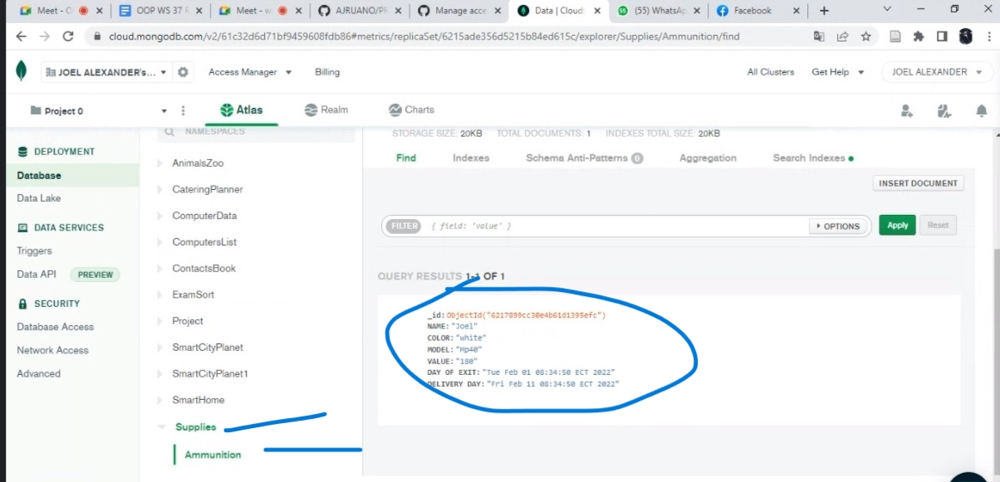 Meet - O
OOP WS 37
Meet - w
AJRUANO/PR
Manage acce
Data | Cloud:
(55) WhatsAp
Facebook
cloud.mongodb.com/v2/61c32d6d71bf9459608fdb86#metrics/replicaSet/6215ade356d5215b84ed615c/explorer/Supplies/Ammunition/find
JOEL ALEXANDER's... Access Manager Billing All Clusters Get Help JOEL ALEXANDER
Project 0 Atlas Realm Charts
DEPLOYMENT
Database
Data Lake
DATA SERVICES
Triggers
Data API PREVIEW
SECURITY
Database Access
Network Access
Advanced
NAMESPACES
AnimalsZoo
CateringPlanner
ComputerData
ComputersList
ContactsBook
ExamSort
Project
SmartCityPlanet
SmartCityPlanet1
SmartHome
Supplies
Ammunition
STORAGE SIZE: 20KB TOTAL DOCUMENTS: 1 INDEXES TOTAL SIZE: 20KB
Find Indexes Schema Anti-Patterns 0 Aggregation Search Indexes
INSERT DOCUMENT
FILTER { field: 'value' } OPTIONS Apply Reset
QUERY RESULTS 1-1 OF 1
_id: ObjectId("6217899cc30e4b61d1395efc")
NAME: "Joel"
COLOR: "white"
MODEL: "Mp40"
VALUE: "180"
DAY OF EXIT: "Tue Feb 01 08:34:50 ECT 2022"
DELIVERY DAY: "Fri Feb 11 08:34:50 ECT 2022"